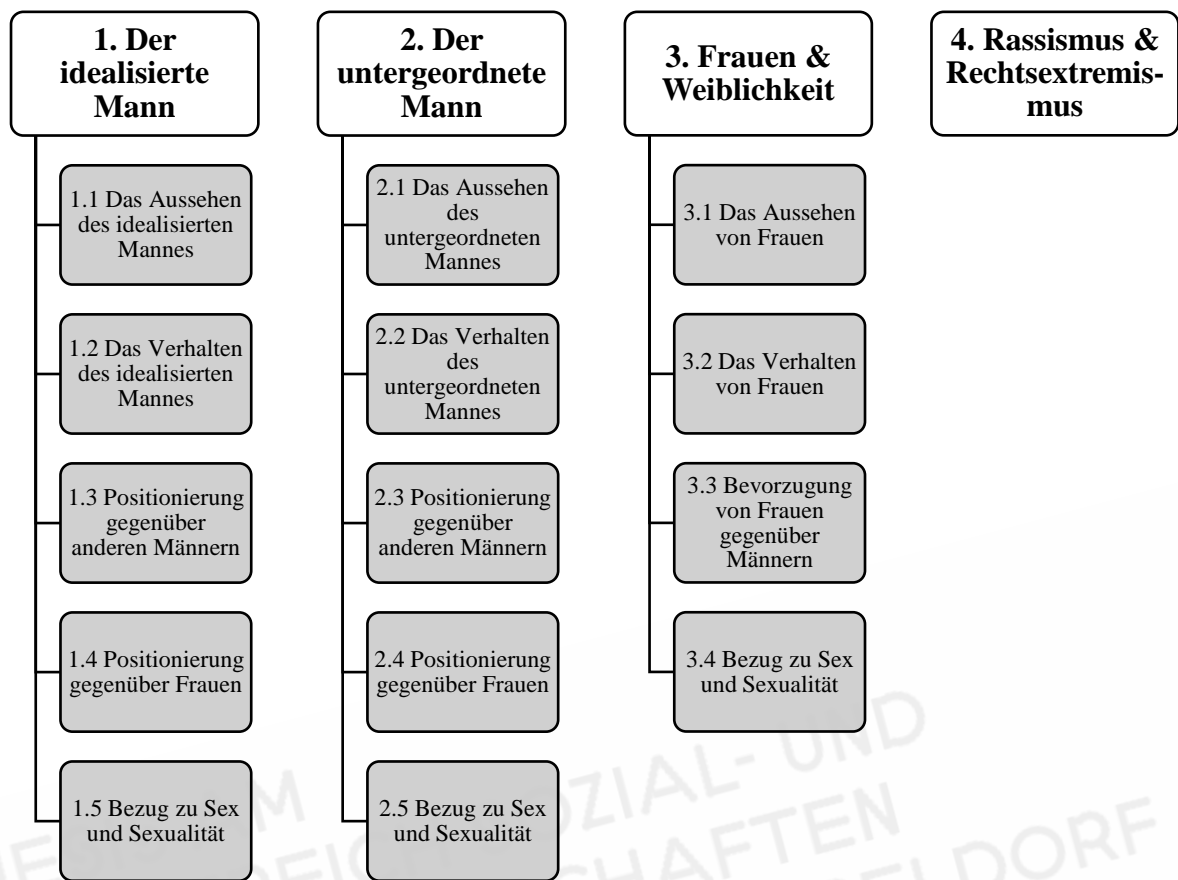 1. Der
idealisierte
Mann
2. Der
untergeordnete
Mann
3. Frauen &
Weiblichkeit
4. Rassismus &
Rechtsextremis-
mus
1.1 Das Aussehen
des idealisierten
Mannes
1.2 Das Verhalten
des idealisierten
Mannes
1.3 Positionierung
gegenüber
anderen Männern
1.4 Positionierung
gegenüber Frauen
1.5 Bezug zu Sex
und Sexualität
2.1 Das Aussehen
des
untergeordneten
Mannes
2.2 Das Verhalten
des
untergeordneten
Mannes
2.3 Positionierung
gegenüber
anderen Männern
2.4 Positionierung
gegenüber Frauen
2.5 Bezug zu Sex
und Sexualität
3.1 Das Aussehen
von Frauen
3.2 Das Verhalten
von Frauen
3.3 Bevorzugung
von Frauen
gegenüber
Männern
3.4 Bezug zu Sex
und Sexualität
AM
SOZIAL- UND